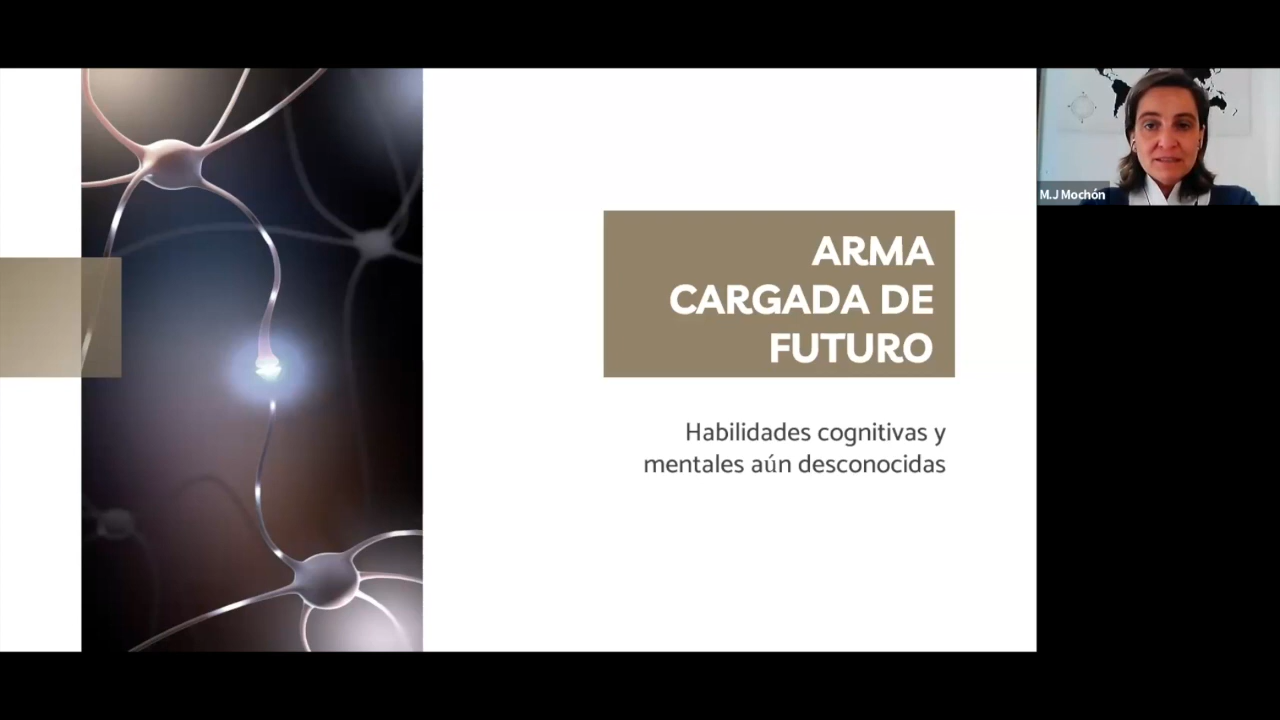 ARMA
CARGADA DE
FUTURO
Habilidades cognitivas y
mentales aún desconocidas
M.J Mochón